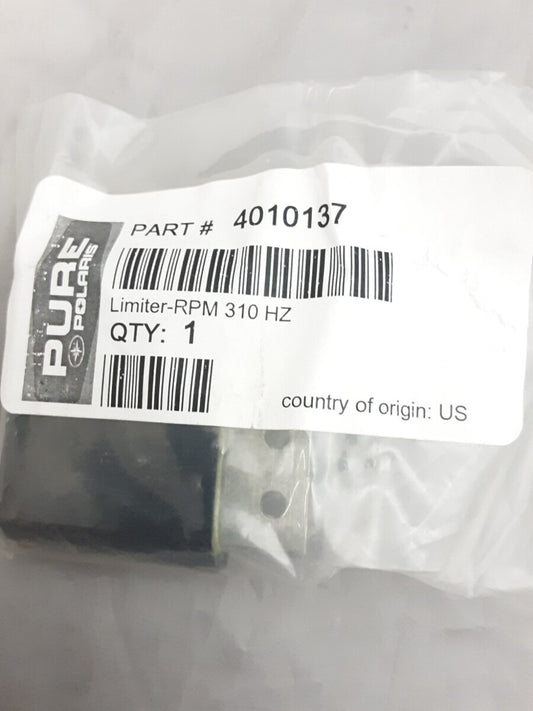 PURE
POLARIS
PART # 4010137
Limiter-RPM 310 HZ
QTY: 1
country of origin: US